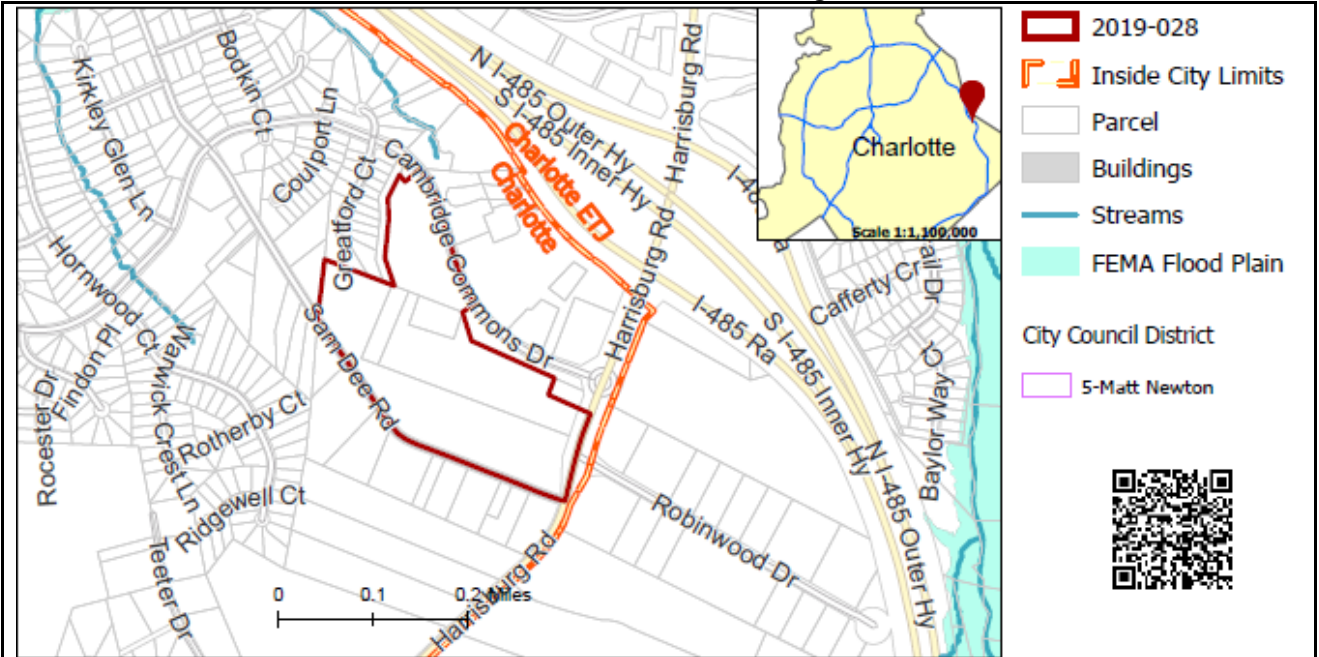 Kirkley Glen Ln
Bodkin Ct
Coulport Ln
Greatford Ct
Cambridge Commons Dr
N I-485 Outer Hy
S I-485 Inner Hy
Harrisburg Rd
Harrisburg Rd
Charlotte ETJ
Charlotte
Hornwood Ct
Findon Pl
Rocester Dr
Warwick Crest Ln
Sam Dee Rd
Rotherby Ct
Ridgewell Ct
Teeter Dr
Harrisburg Rd
I-485 Ra
S I-485 Inner Hy
N I-485 Outer Hy
Cafferty Cr
Baylor Way Ct
Robinwood Dr
Harrisburg Rd
0 0.1 0.2 Miles
Charlotte
Scale 1:1,100,000
2019-028
Inside City Limits
Parcel
Buildings
Streams
FEMA Flood Plain
City Council District
5-Matt Newton